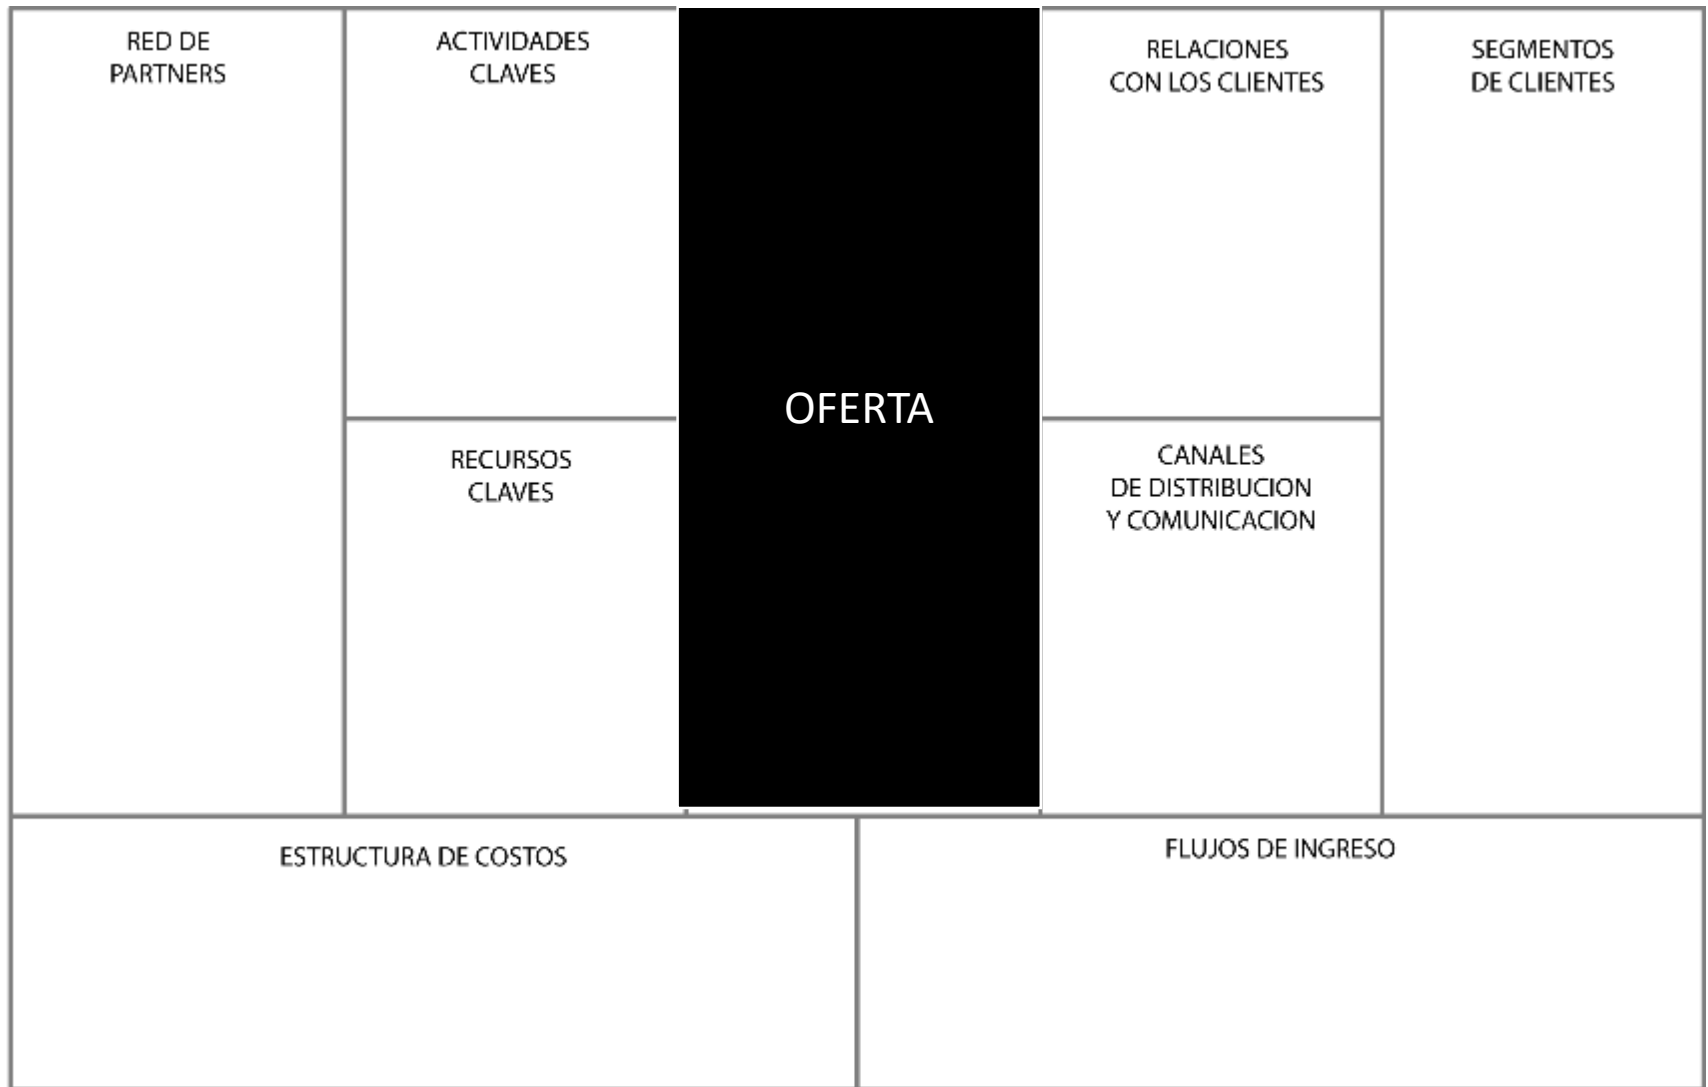 RED DE
PARTNERS
ACTIVIDADES
CLAVES
RECURSOS
CLAVES
OFERTA
RELACIONES
CON LOS CLIENTES
CANALES
DE DISTRIBUCION
Y COMUNICACION
SEGMENTOS
DE CLIENTES
ESTRUCTURA DE COSTOS
FLUJOS DE INGRESO